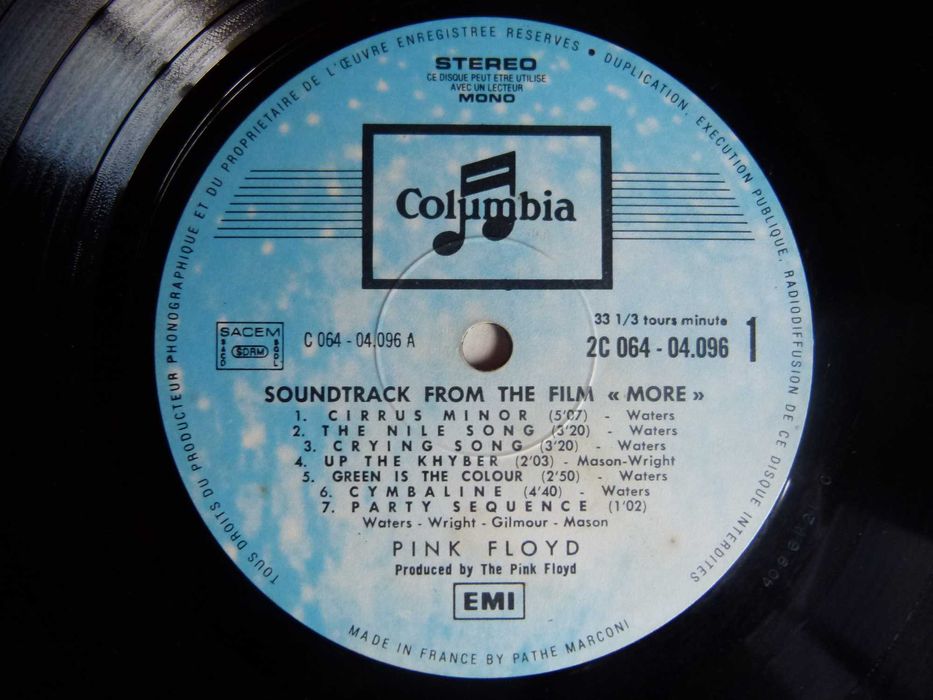 TOUS DROITS DU PRODUCTEUR PHONOGRAPHIQUE ET DU PROPRIETAIRE DE L'ŒUVRE ENREGISTREE RESERVES • DUPLICATION, EXECUTION PUBLIQUE, RADIODIFFUSION DE CE DISQUE INTERDITES
STEREO
CE DISQUE PEUT ETRE UTILISE
AVEC UN LECTEUR
MONO
Columbia
33 1/3 tours minute
SACEM
SACD
SDRM
SGDL
C 064 - 04.096 A
2C 064 - 04.096
1
SOUNDTRACK FROM THE FILM « MORE »
1. CIRRUS MINOR (5'07) - Waters
2. THE NILE SONG (3'20) - Waters
3. CRYING SONG (3'20) - Waters
4. UP THE KHYBER (2'03) - Mason-Wright
5. GREEN IS THE COLOUR (2'50) - Waters
6. CYMBALINE (4'40) - Waters
7. PARTY SEQUENCE (1'02)
Waters - Wright - Gilmour - Mason
PINK FLOYD
Produced by The Pink Floyd
EMI
MADE IN FRANCE BY PATHE MARCONI